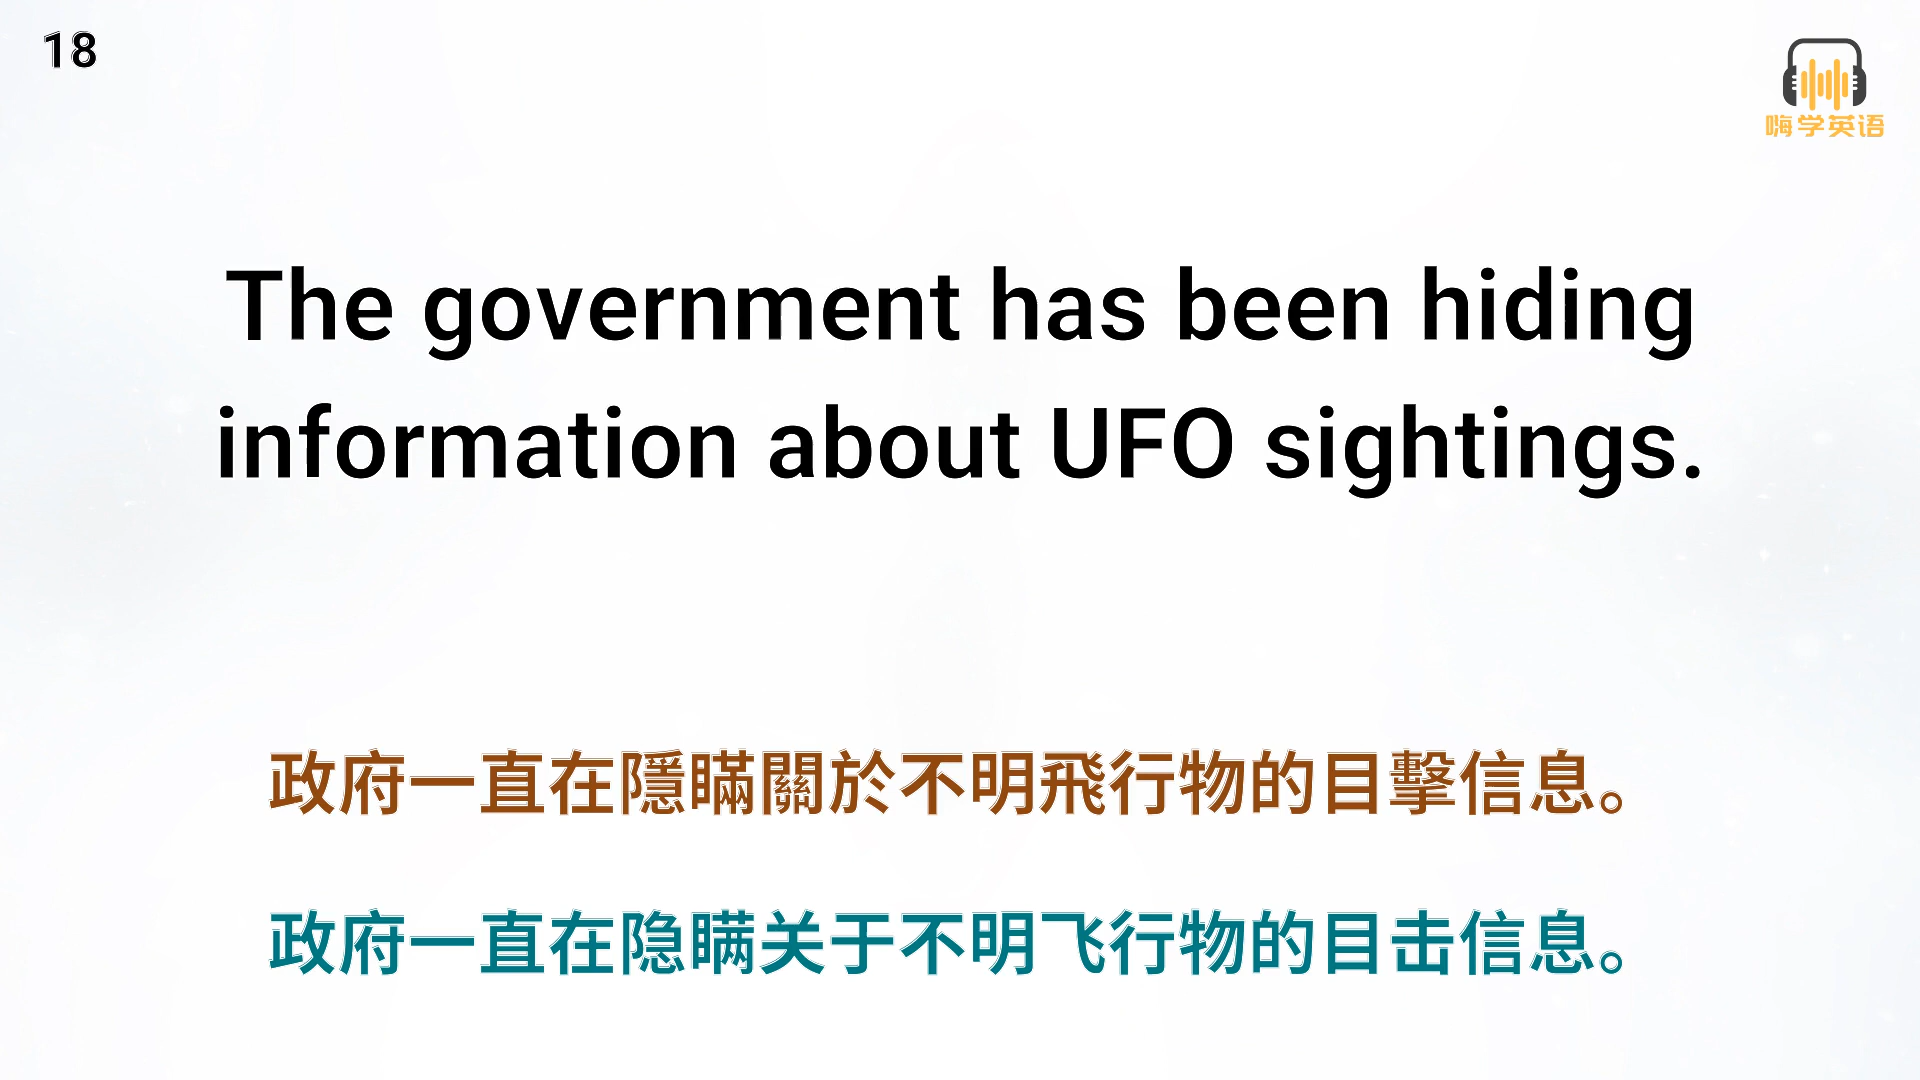 18
嗨学英语
The government has been hiding
information about UFO sightings.
政府一直在隱瞞關於不明飛行物的目擊信息。
政府一直在隐瞒关于不明飞行物的目击信息。